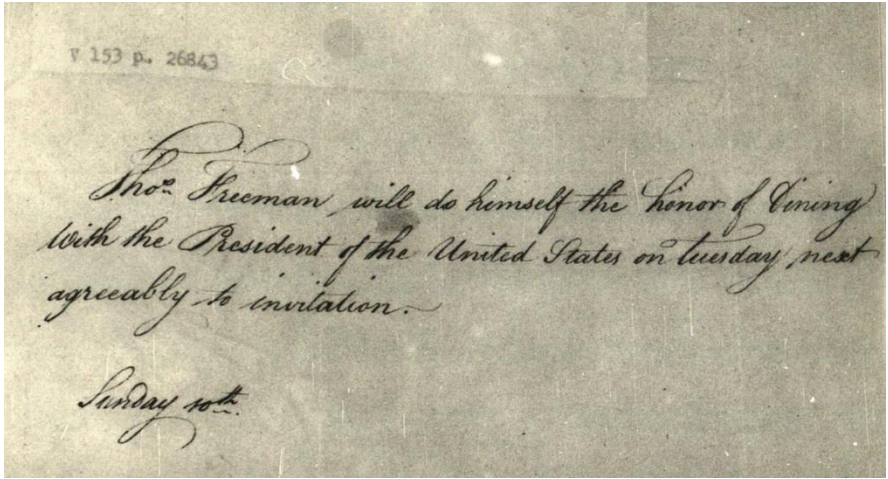 V 153 p. 26843
Thos. Freeman will do himself the honor of Dining
With the President of the United States on tuesday next
agreeably to invitation.
Sunday 10th.